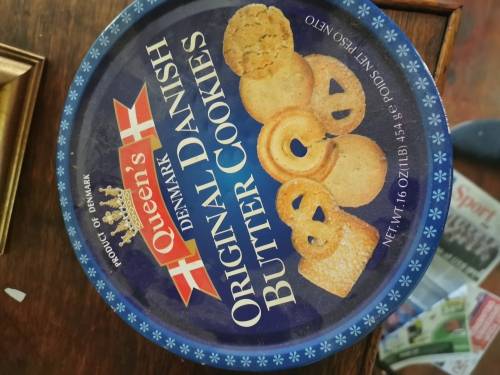 PRODUCT OF DENMARK
Queen's
DENMARK
ORIGINAL DANISH
BUTTER COOKIES
NET.WT.16 OZ(1LB) 454 g e POIDS NET PESO NETO